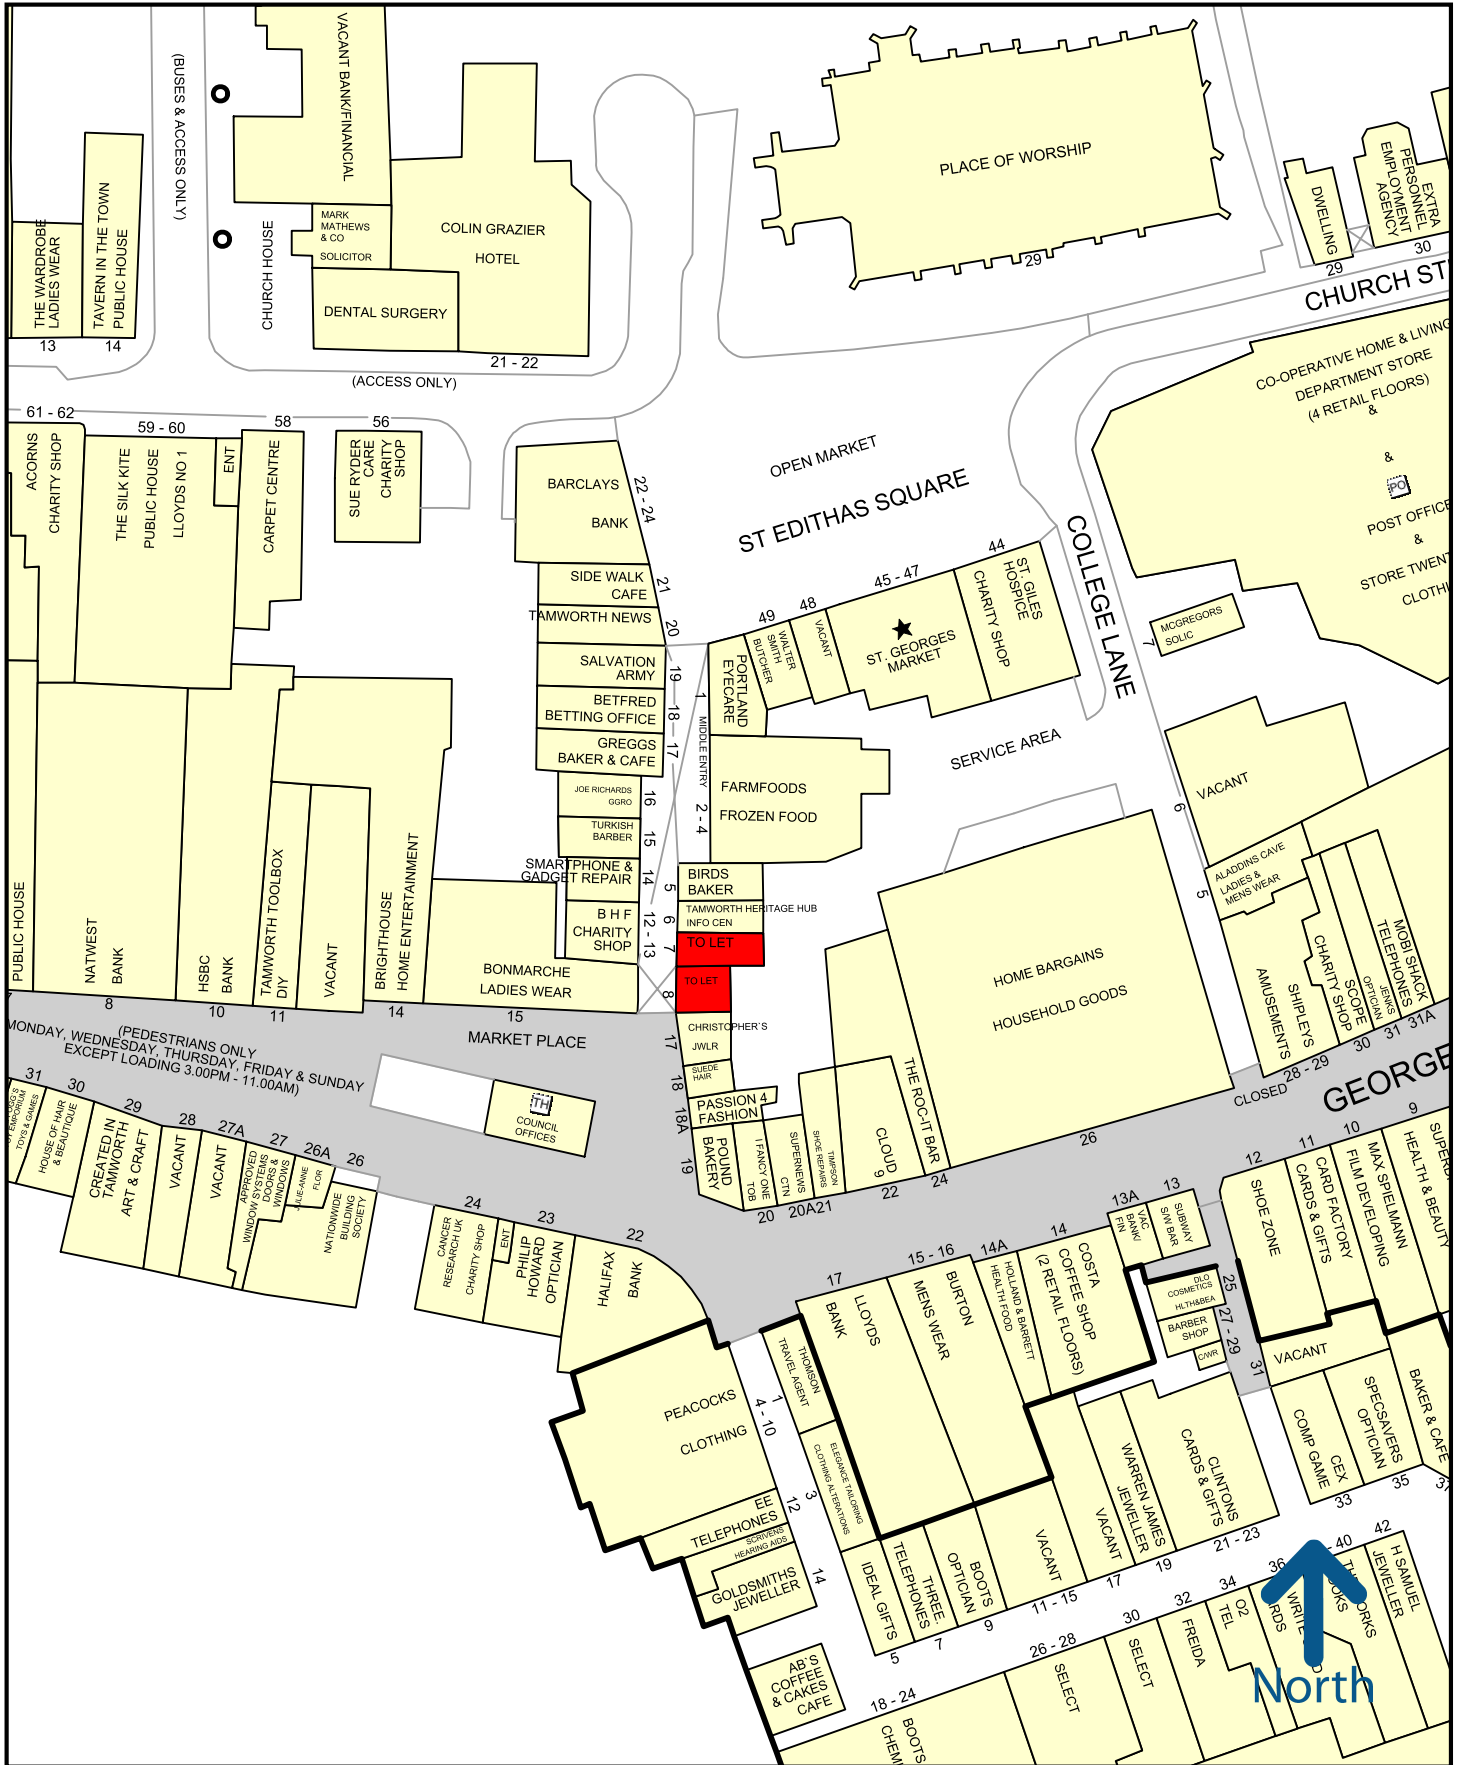 VACANT BANK/FINANCIAL
(BUSES & ACCESS ONLY)
THE WARDROBE
LADIES WEAR
13
TAVERN IN THE TOWN
PUBLIC HOUSE
14
CHURCH HOUSE
MARK
MATHEWS
& CO
SOLICITOR
COLIN GRAZIER
HOTEL
DENTAL SURGERY
21 - 22
(ACCESS ONLY)
PLACE OF WORSHIP
29
DWELLING
29
EXTRA
PERSONNEL
EMPLOYMENT
AGENCY
30
CHURCH ST
CO-OPERATIVE HOME & LIVING
DEPARTMENT STORE
(4 RETAIL FLOORS)
&
&
PO
POST OFFICE
&
STORE TWENT
CLOTHI
61 - 62
ACORNS
CHARITY SHOP
59 - 60
THE SILK KITE
PUBLIC HOUSE
LLOYDS NO 1
ENT
58
CARPET CENTRE
56
SUE RYDER
CARE
CHARITY
SHOP
BARCLAYS
BANK
22 - 24
SIDE WALK
CAFE
21
TAMWORTH NEWS
20
SALVATION
ARMY
19
BETFRED
BETTING OFFICE
18
GREGGS
BAKER & CAFE
17
JOE RICHARDS
GGRO
16
TURKISH
BARBER
15
SMARTPHONE &
GADGET REPAIR
14
B H F
CHARITY
SHOP
12 - 13
OPEN MARKET
ST EDITHAS SQUARE
COLLEGE LANE
44
ST. GILES
HOSPICE
CHARITY SHOP
45 - 47
ST. GEORGES
MARKET
48
VACANT
49
WALTER
SMITH
BUTCHER
PORTLAND
EYECARE
1
MIDDLE ENTRY
2 - 4
FARMFOODS
FROZEN FOOD
SERVICE AREA
MCGREGORS
SOLIC
7
VACANT
6
ALADDINS CAVE
LADIES &
MENS WEAR
5
BIRDS
BAKER
5
TAMWORTH HERITAGE HUB
INFO CEN
6
TO LET
7
TO LET
8
CHRISTOPHER`S
JWLR
17
SUEDE
HAIR
18
PASSION 4
FASHION
18A
POUND
BAKERY
19
I FANCY ONE
TOB
20
SUPERNEWS
CTN
20A
TIMPSON
SHOE REPAIRS
21
CLOUD
9
22
THE ROC-IT BAR
24
HOME BARGAINS
HOUSEHOLD GOODS
26
PUBLIC HOUSE
NATWEST
BANK
8
HSBC
BANK
10
TAMWORTH TOOLBOX
DIY
11
VACANT
BRIGHTHOUSE
HOME ENTERTAINMENT
14
BONMARCHE
LADIES WEAR
15
MARKET PLACE
(PEDESTRIANS ONLY
MONDAY, WEDNESDAY, THURSDAY, FRIDAY & SUNDAY
EXCEPT LOADING 3.00PM - 11.00AM)
TH
COUNCIL
OFFICES
31
TOYS & GAMES
30
HOUSE OF HAIR
& BEAUTIQUE
29
CREATED IN
TAMWORTH
ART & CRAFT
28
VACANT
27A
VACANT
27
APPROVED
WINDOW SYSTEMS
DOORS &
WINDOWS
26A
JULIE-ANNE
FLOR
26
NATIONWIDE
BUILDING
SOCIETY
24
CANCER
RESEARCH UK
CHARITY SHOP
ENT
23
PHILIP
HOWARD
OPTICIAN
22
HALIFAX
BANK
SHIPLEYS
AMUSEMENTS
28 - 29
SCOPE
CHARITY SHOP
30
JENKS
OPTICIAN
31
MOBI SHACK
TELEPHONES
31A
CLOSED
GEORGE
17
LLOYDS
BANK
15 - 16
BURTON
MENS WEAR
14A
HOLLAND & BARRETT
HEALTH FOOD
14
COSTA
COFFEE SHOP
(2 RETAIL FLOORS)
13A
VAC
BANK/
FIN
13
SUBWAY
S/W BAR
12
SHOE ZONE
11
CARD FACTORY
CARDS & GIFTS
10
MAX SPIELMANN
FILM DEVELOPING
9
SUPERD
HEALTH & BEAUTY
25
DLO
COSMETICS
HLTH&BEA
27 - 29
BARBER
SHOP
C/WR
31
VACANT
PEACOCKS
CLOTHING
4 - 10
THOMSON
TRAVEL AGENT
1
ELEGANCE TAILORING
CLOTHING ALTERATIONS
3
EE
TELEPHONES
12
SCRIVENS
HEARING AIDS
GOLDSMITHS
JEWELLER
14
AB`S
COFFEE
& CAKES
CAFE
IDEAL GIFTS
5
THREE
TELEPHONES
7
BOOTS
OPTICIAN
9
VACANT
11 - 15
VACANT
17
WARREN JAMES
JEWELLER
19
CLINTONS
CARDS & GIFTS
21 - 23
CEX
COMP GAME
33
SPECSAVERS
OPTICIAN
35
BAKER & CAFE
37
18 - 24
BOOTS
CHEM
26 - 28
SELECT
30
SELECT
32
FREIDA
34
O2
TEL
36
- 40
42
H SAMUEL
JEWELLER
North